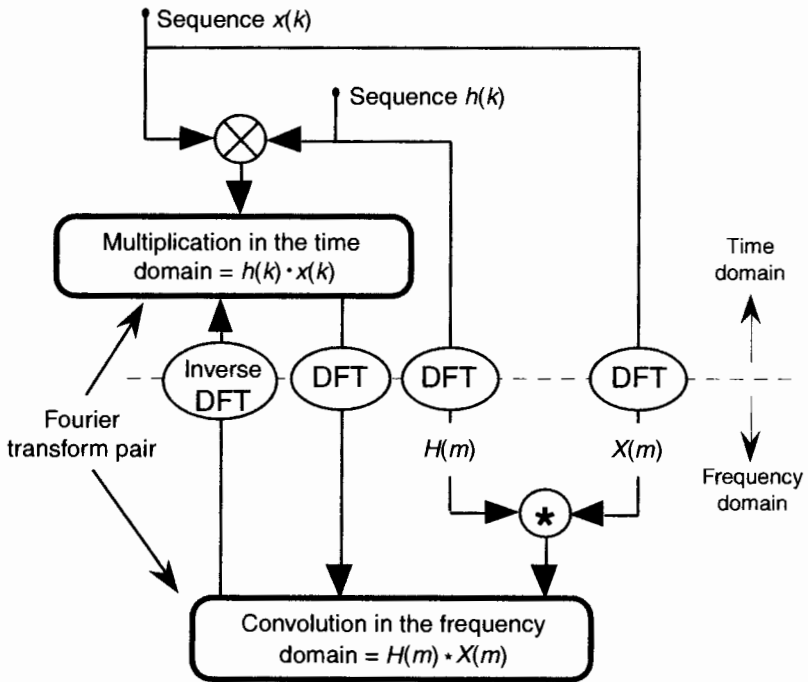 Sequence x(k)
Sequence h(k)
Multiplication in the time
domain = h(k) · x(k)
Time
domain
Inverse
DFT
DFT
DFT
DFT
Fourier
transform pair
H(m)
X(m)
Frequency
domain
*
Convolution in the frequency
domain = H(m) * X(m)